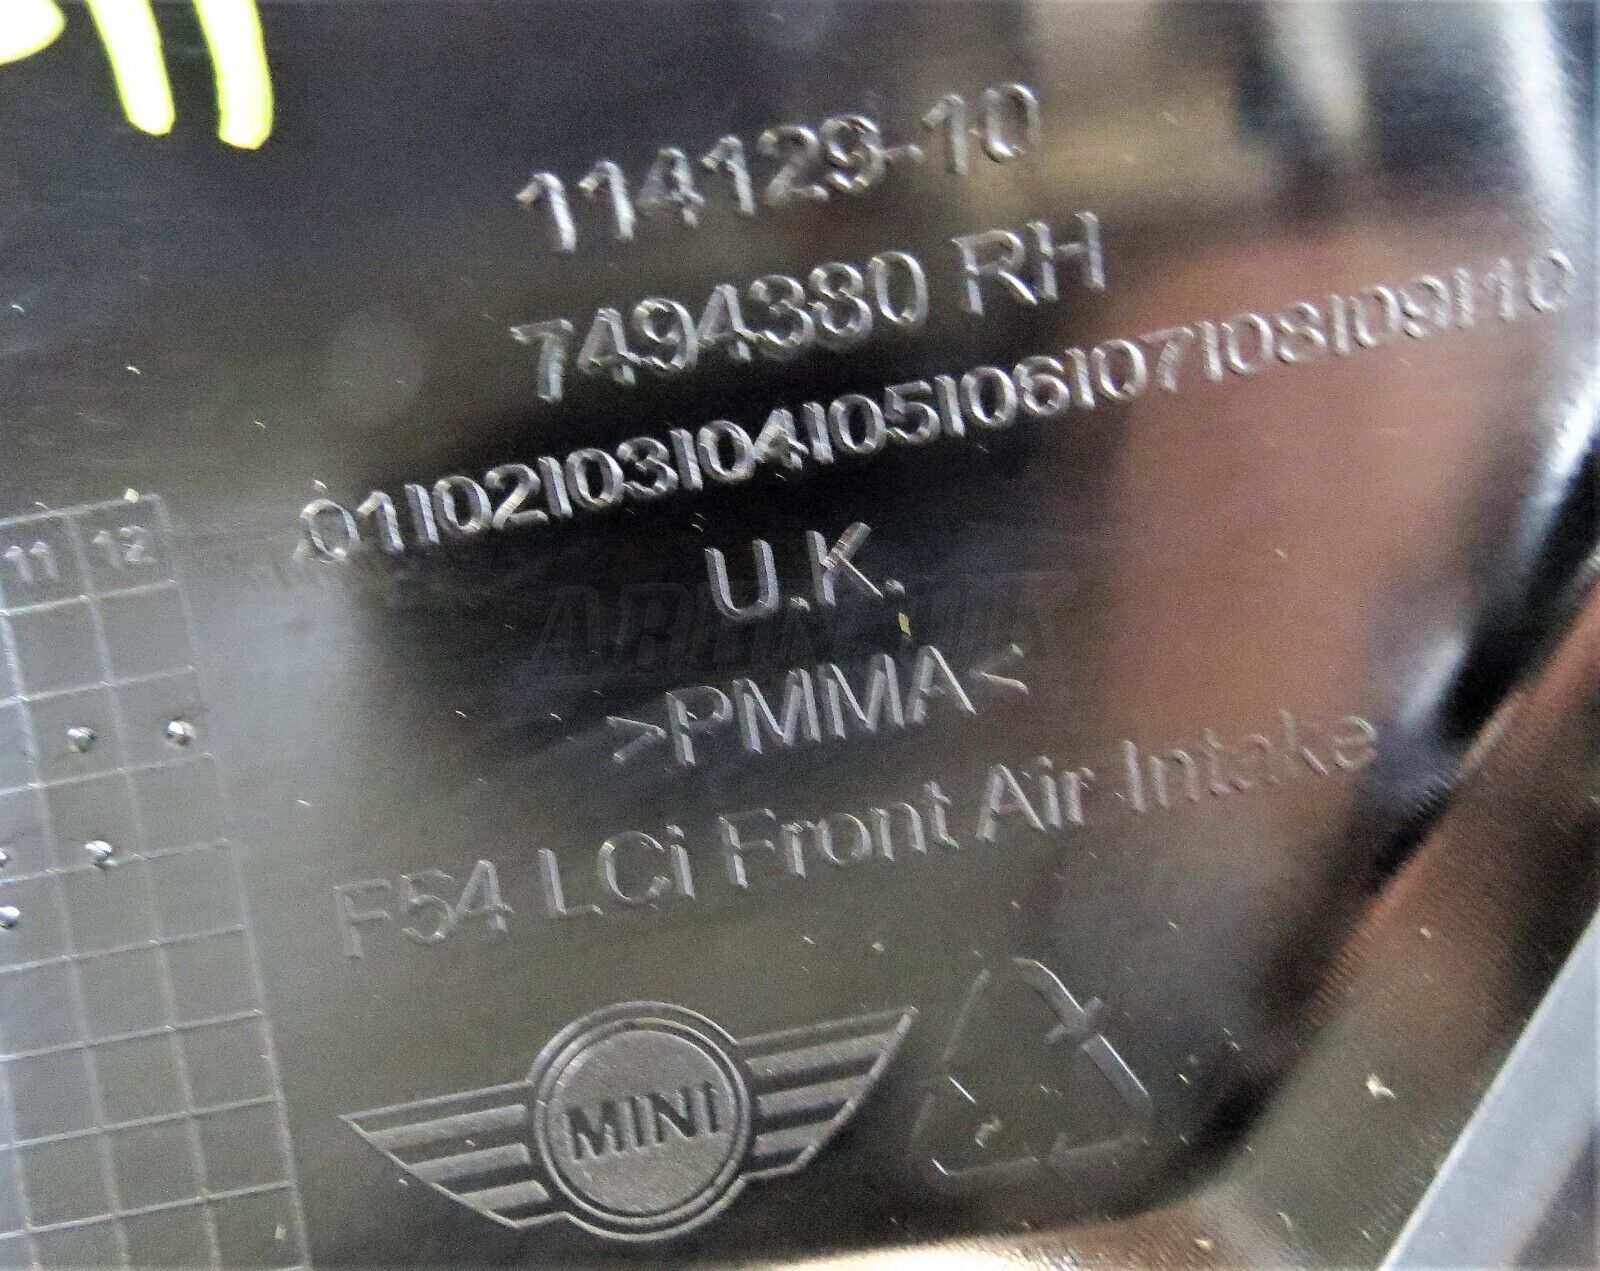 114129-10
7494380 RH
01|02|03|04|05|06|07|08|09|10
U.K.
>PMMA<
F54 LCi Front Air Intake
11 12
MINI